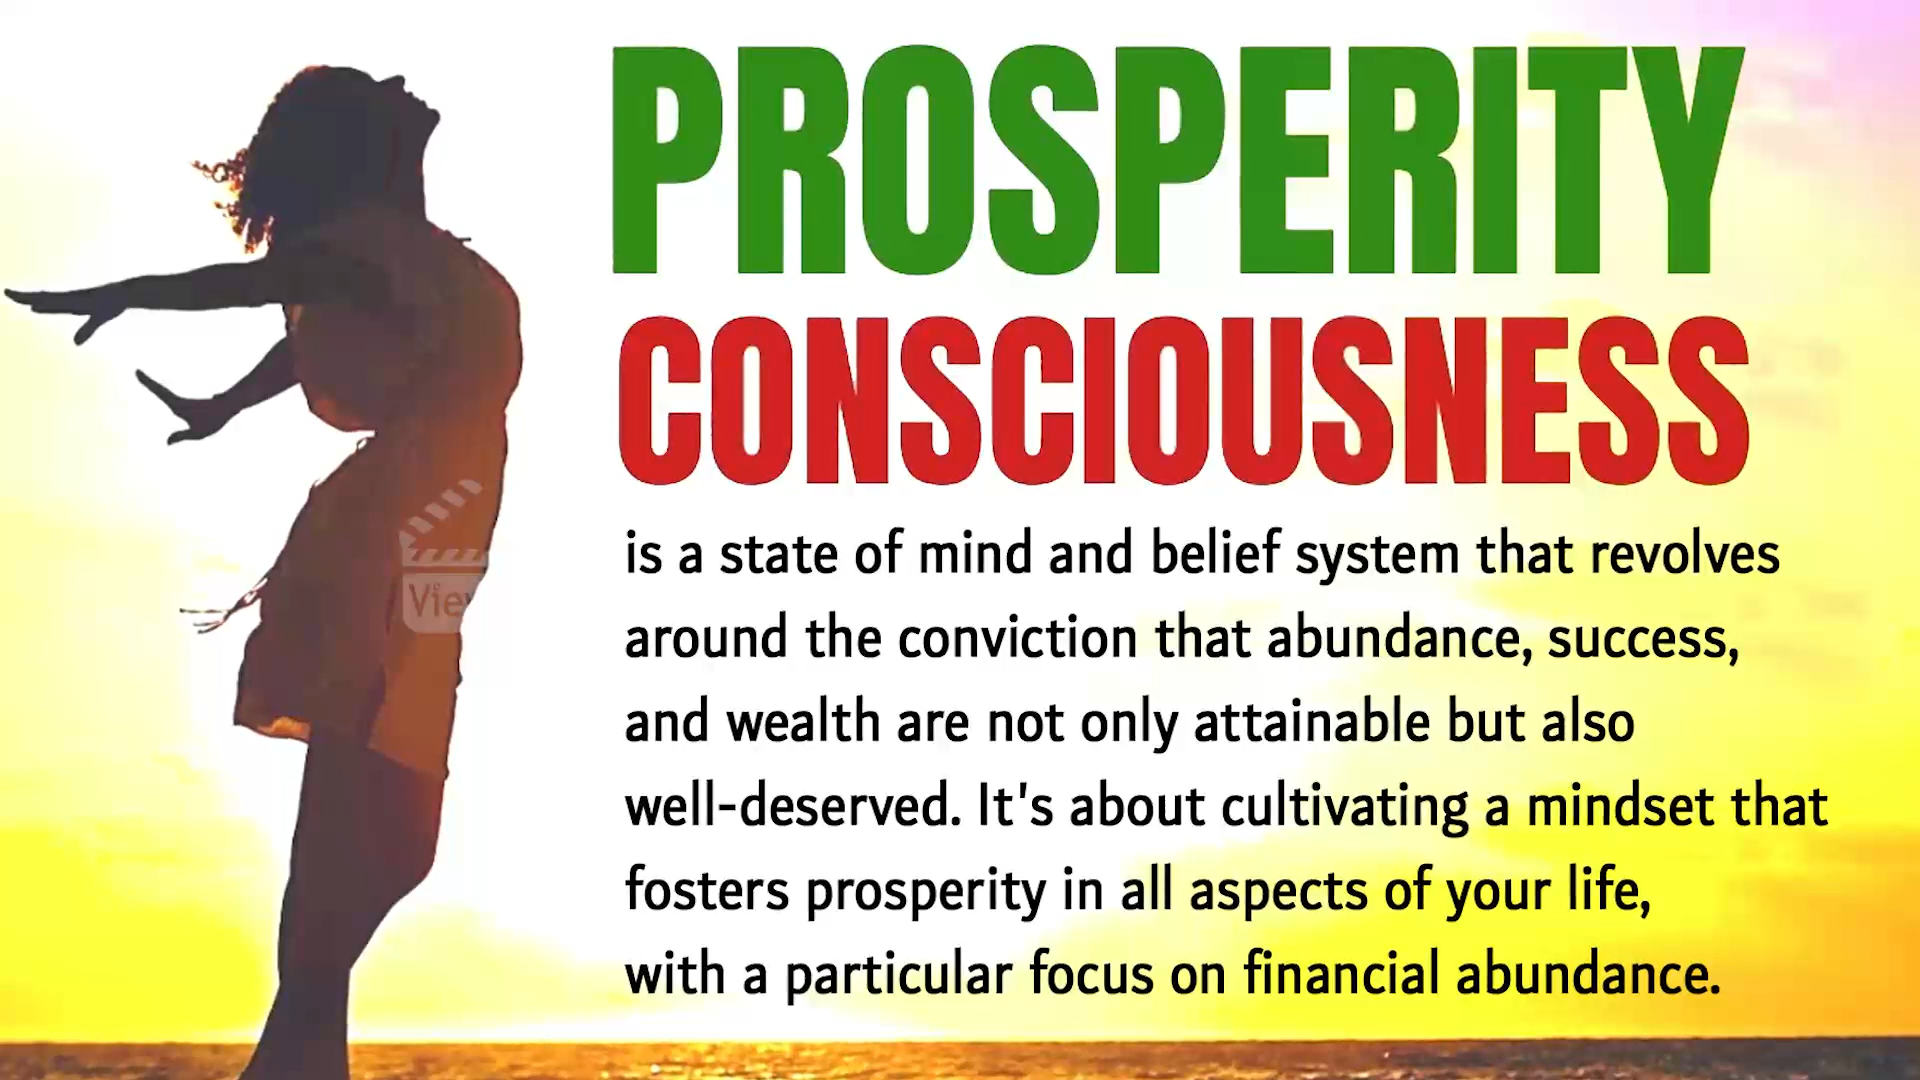 PROSPERITY
CONSCIOUSNESS
is a state of mind and belief system that revolves
around the conviction that abundance, success,
and wealth are not only attainable but also
well-deserved. It's about cultivating a mindset that
fosters prosperity in all aspects of your life,
with a particular focus on financial abundance.